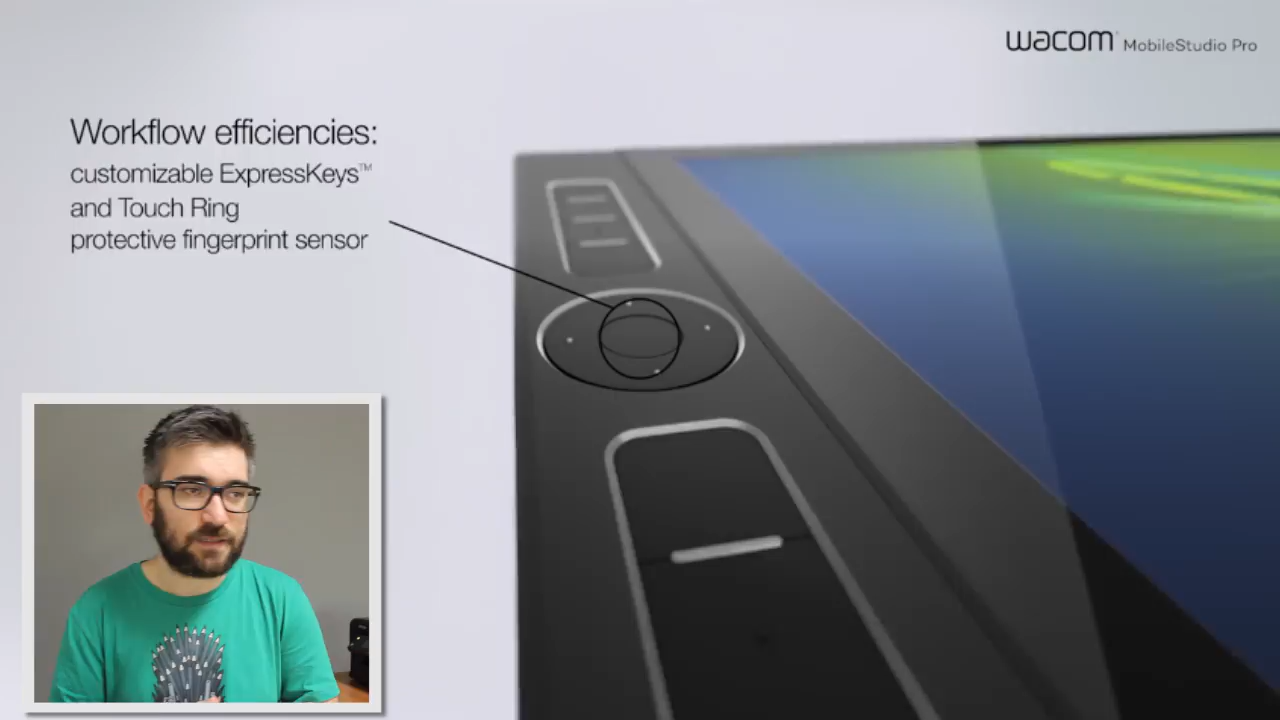 wacom MobileStudio Pro
Workflow efficiencies:
customizable ExpressKeys™
and Touch Ring
protective fingerprint sensor